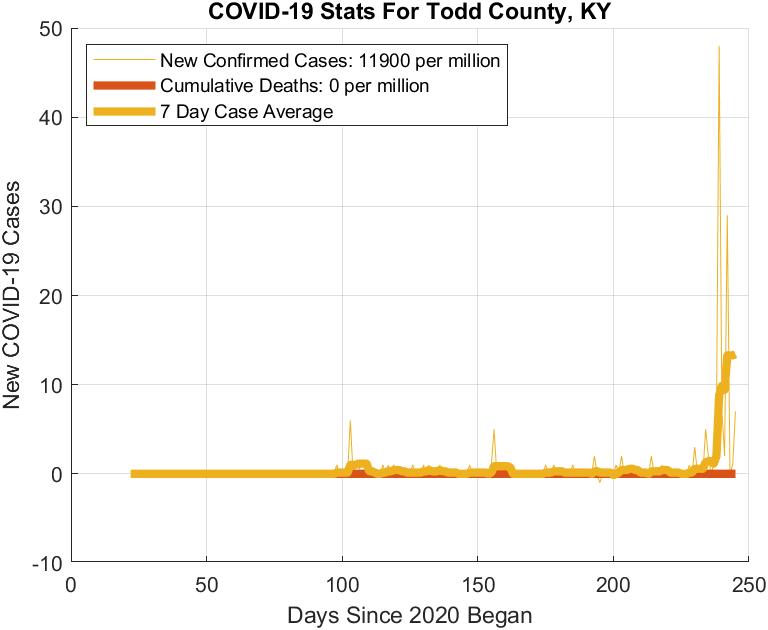 COVID-19 Stats For Todd County, KY
New Confirmed Cases: 11900 per million
Cumulative Deaths: 0 per million
7 Day Case Average
New COVID-19 Cases
50
40
30
20
10
0
-10
0 50 100 150 200 250
Days Since 2020 Began